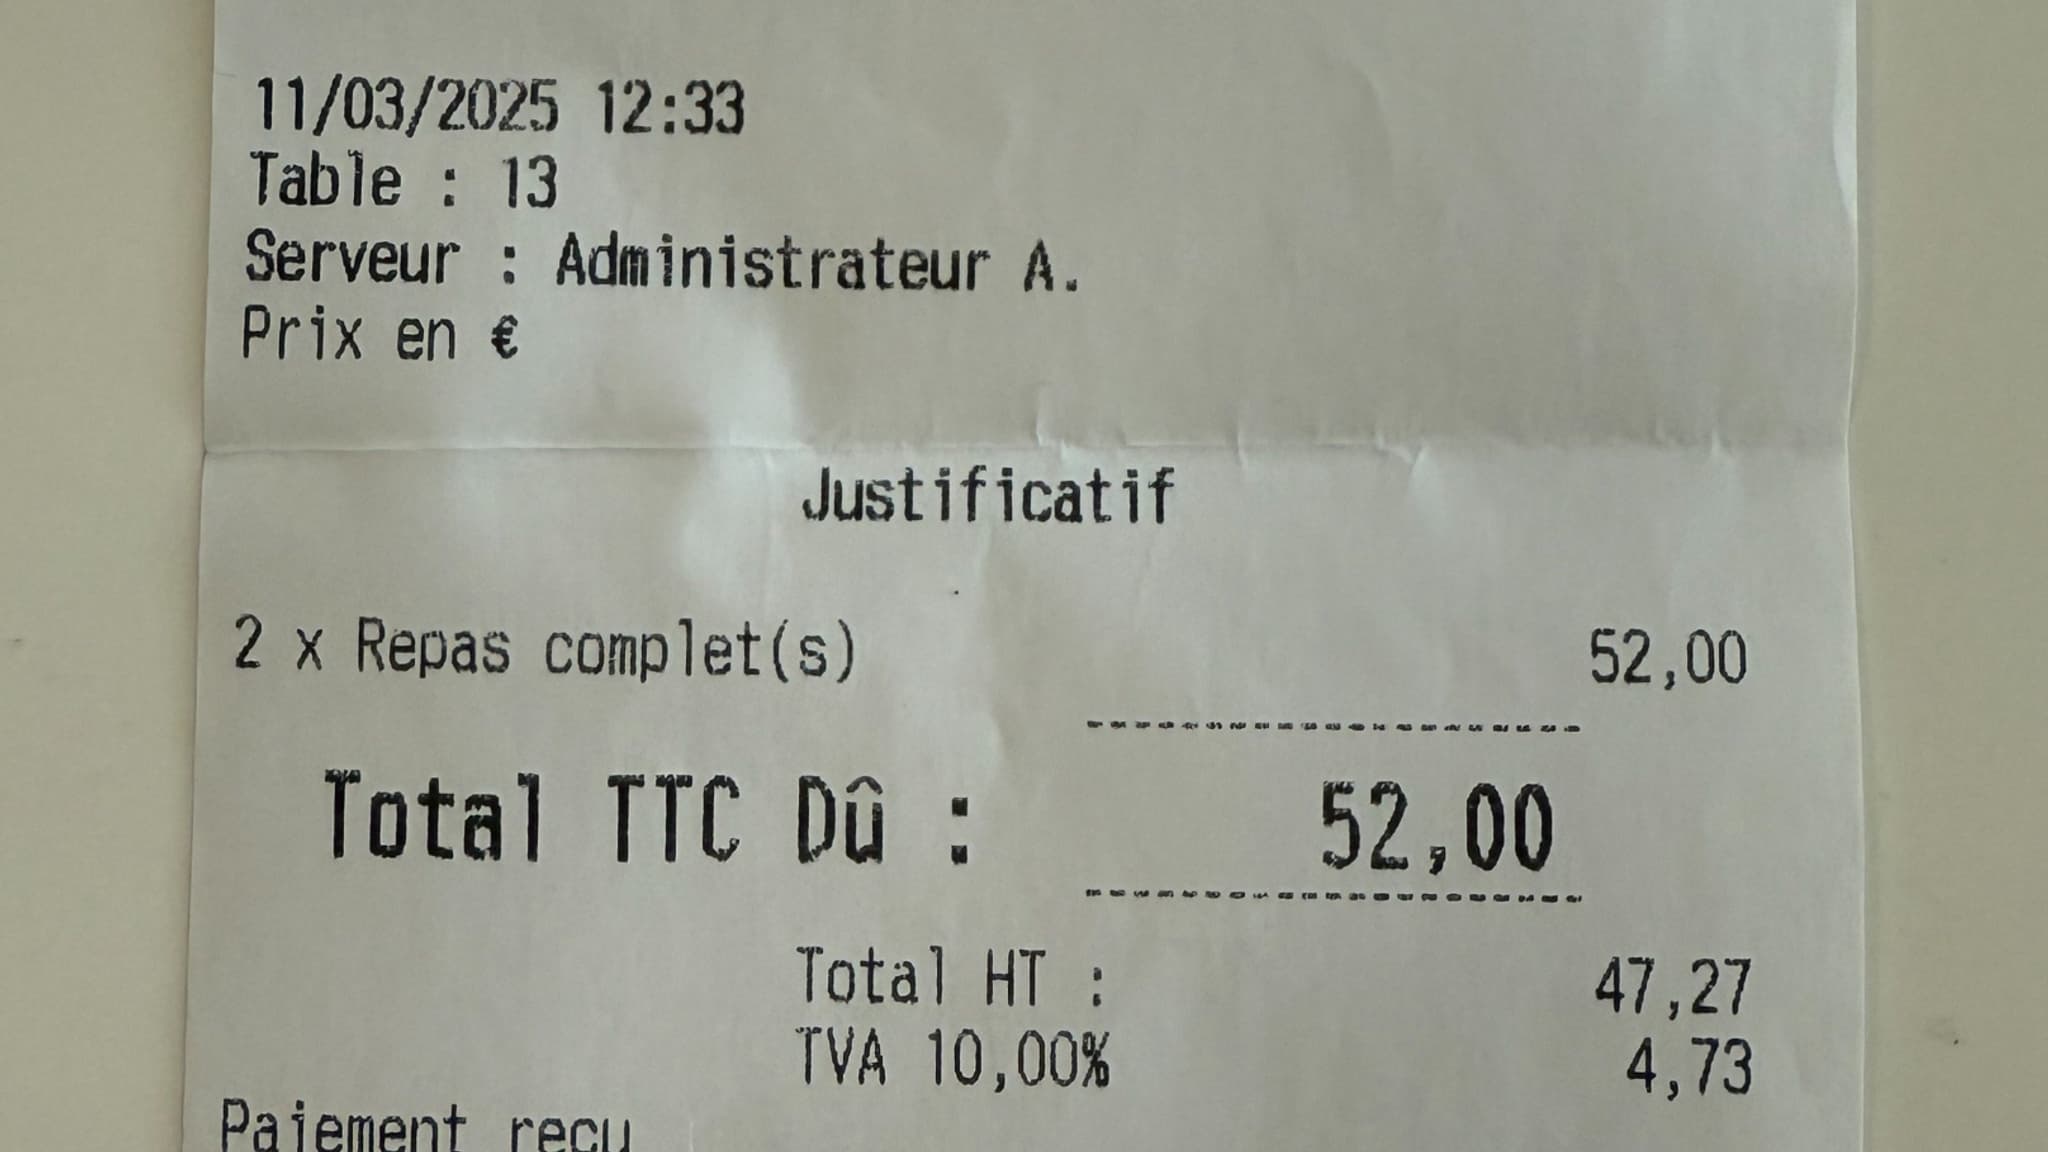 11/03/2025 12:33
Table : 13
Serveur : Administrateur A.
Prix en €
Justificatif
2 x Repas complet(s) 52,00
Total TTC Dû : 52,00
Total HT : 47,27
TVA 10,00% 4,73
Paiement reçu